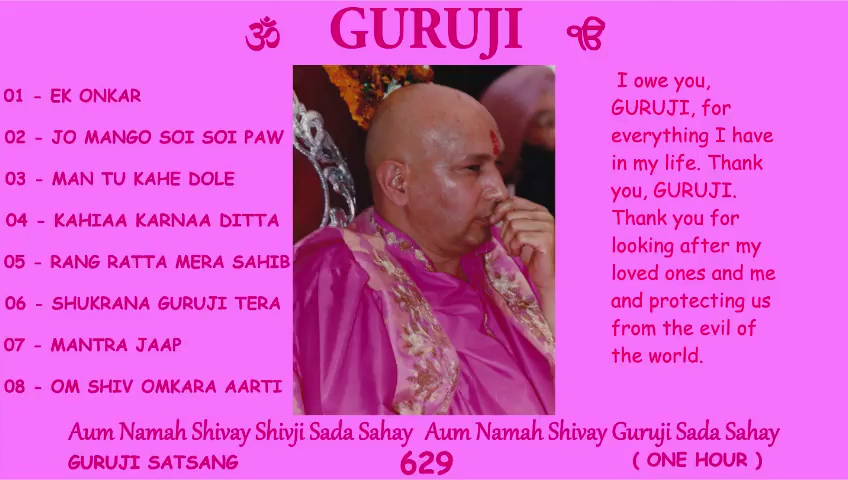 ॐ GURUJI ੴ
01 - EK ONKAR
02 - JO MANGO SOI SOI PAW
03 - MAN TU KAHE DOLE
04 - KAHIAA KARNAA DITTA
05 - RANG RATTA MERA SAHIB
06 - SHUKRANA GURUJI TERA
07 - MANTRA JAAP
08 - OM SHIV OMKARA AARTI
I owe you,
GURUJI, for
everything I have
in my life. Thank
you, GURUJI.
Thank you for
looking after my
loved ones and me
and protecting us
from the evil of
the world.
Aum Namah Shivay Shivji Sada Sahay Aum Namah Shivay Guruji Sada Sahay
GURUJI SATSANG 629 ( ONE HOUR )